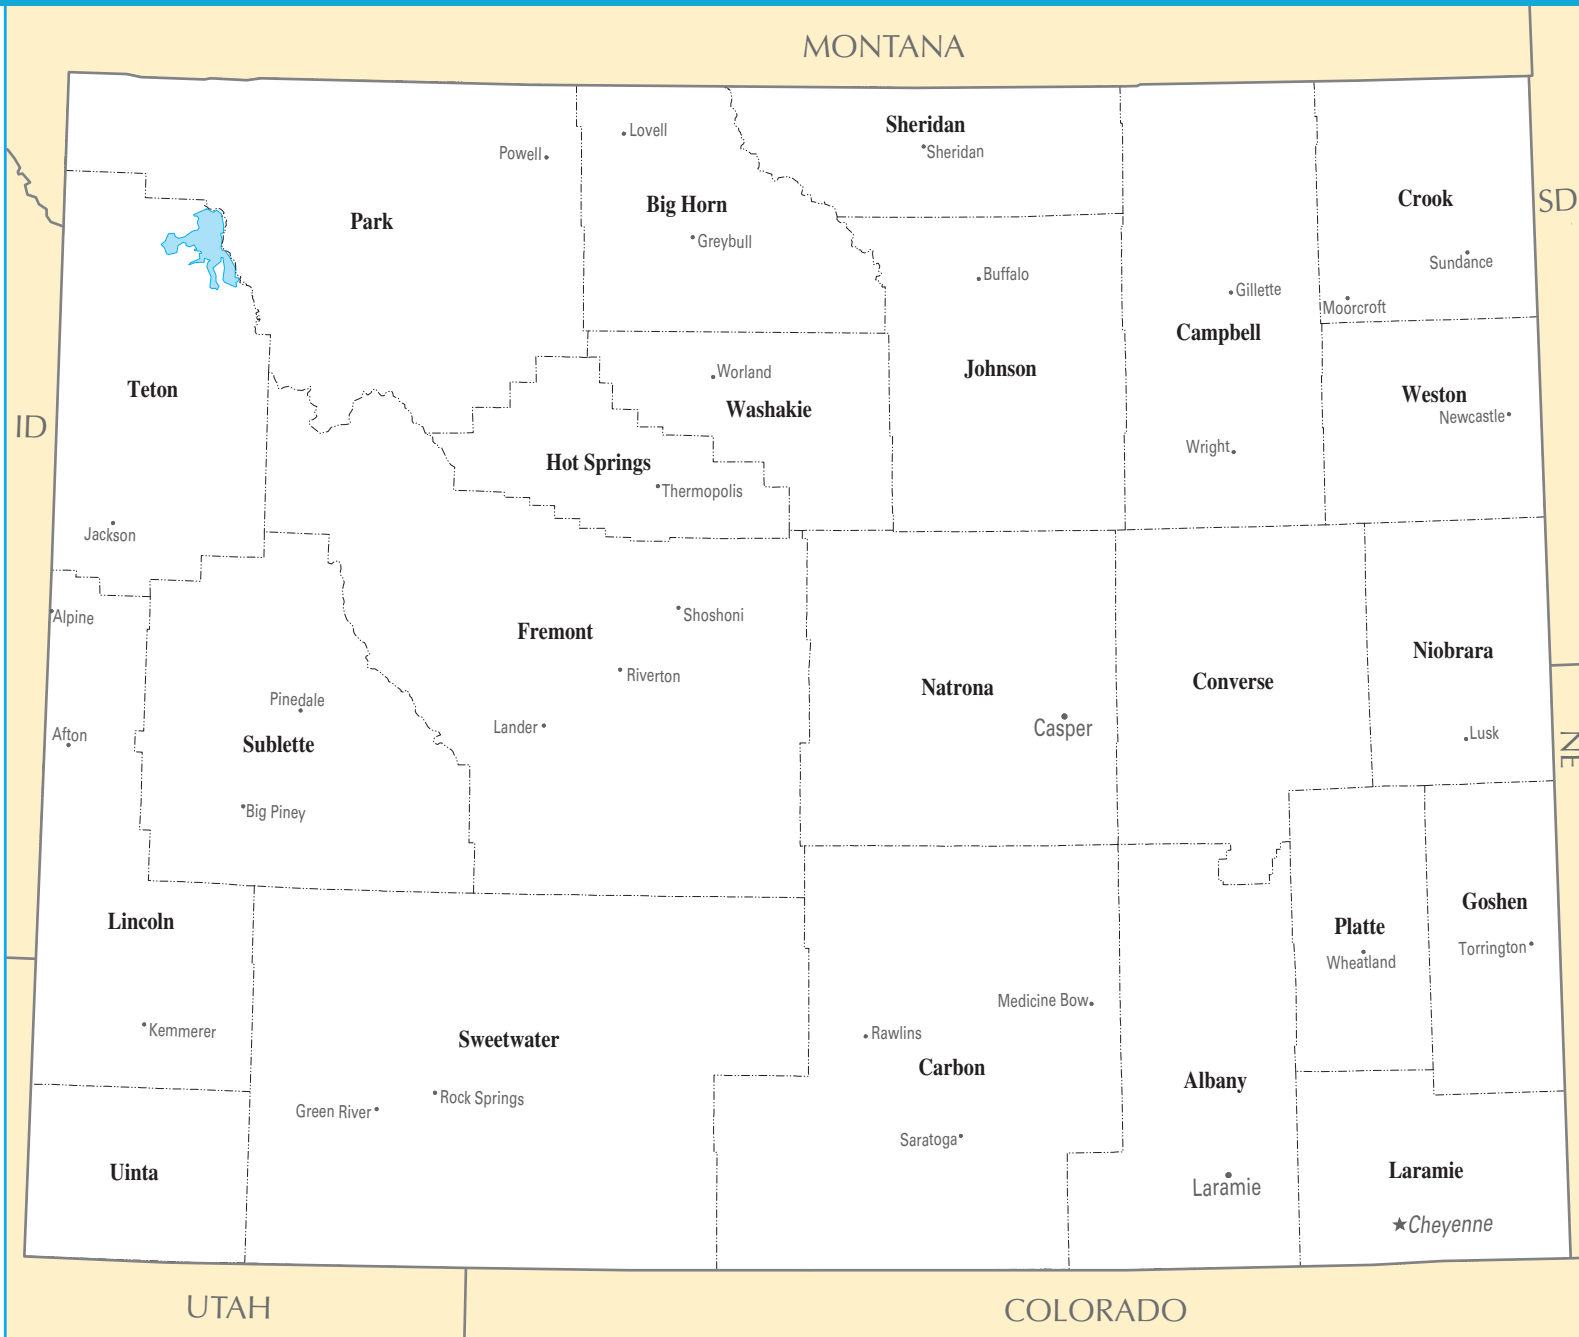 MONTANA
Sheridan
Sheridan
Lovell
Powell
Park
Big Horn
Greybull
Crook
SD
Sundance
Buffalo
Gillette
Moorcroft
Campbell
Johnson
Teton
Worland
Washakie
Weston
Newcastle
ID
Wright
Hot Springs
Thermopolis
Jackson
Alpine
Fremont
Shoshoni
Riverton
Niobrara
Natrona
Converse
Pinedale
Lander
Casper
Afton
Sublette
Lusk
NE
Big Piney
Lincoln
Goshen
Platte
Torrington
Wheatland
Medicine Bow
Kemmerer
Rawlins
Sweetwater
Carbon
Albany
Green River
Rock Springs
Saratoga
Uinta
Laramie
Laramie
Cheyenne
UTAH
COLORADO